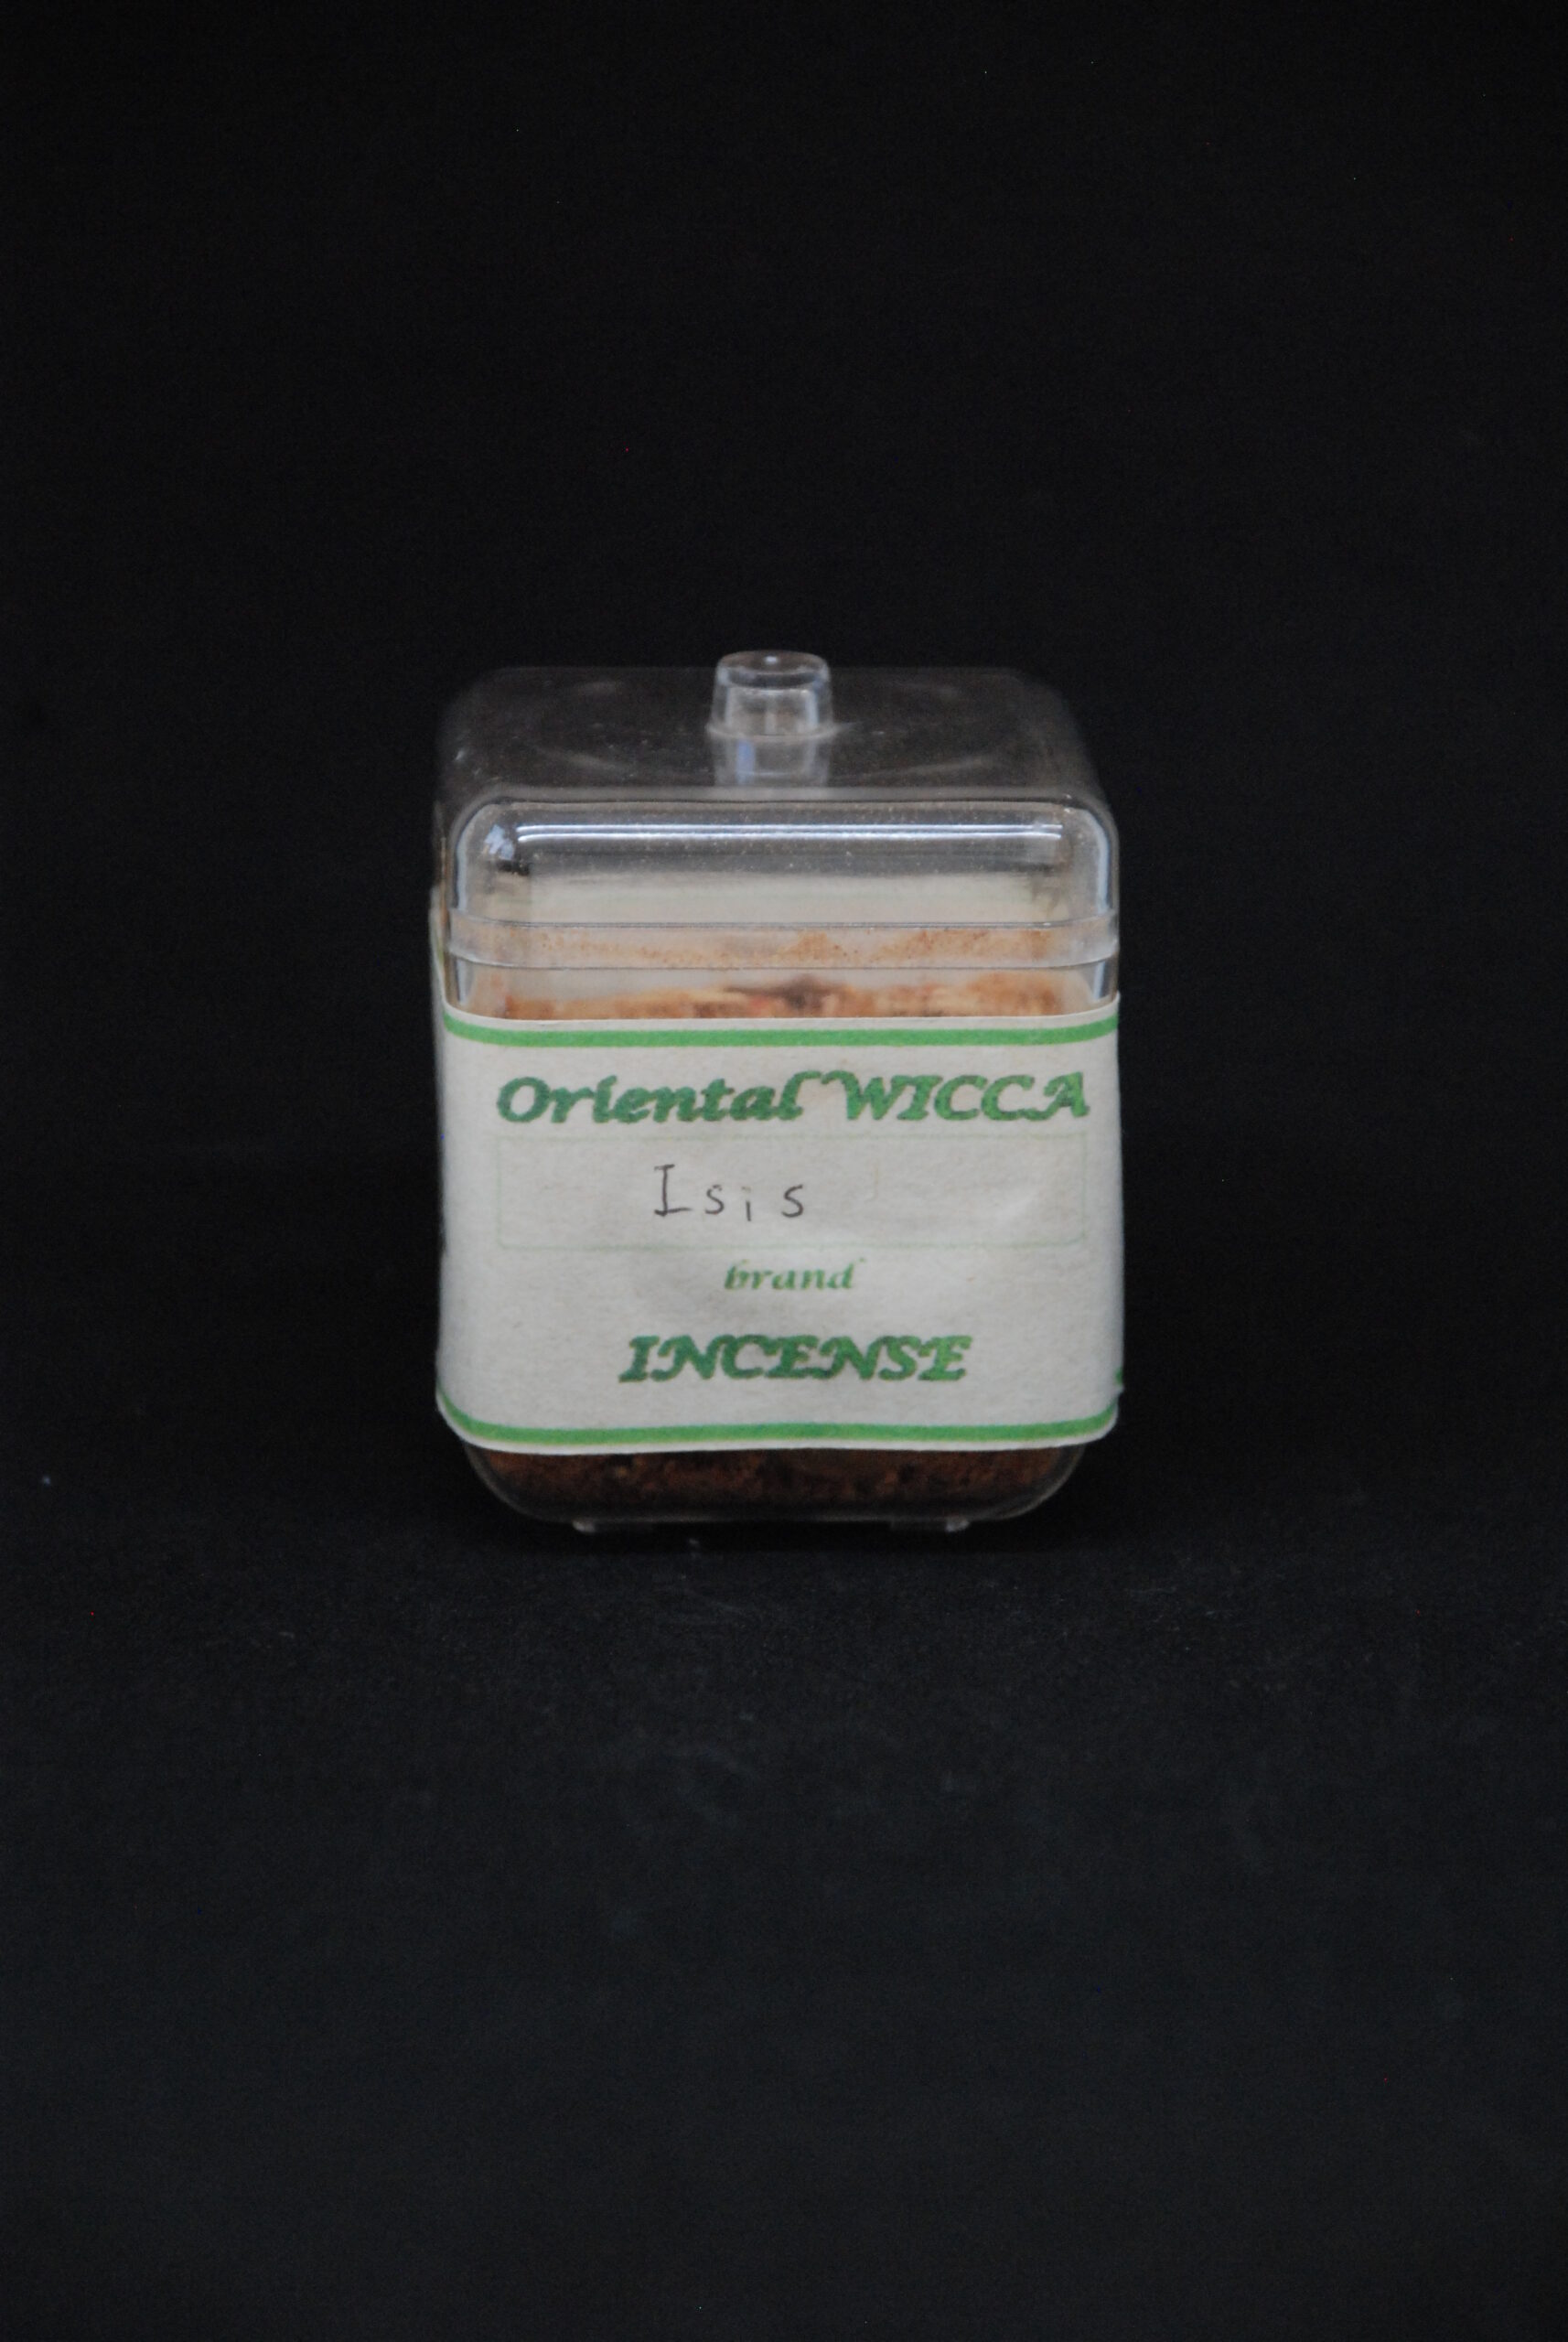 Oriental WICCA
Isis
brand
INCENSE